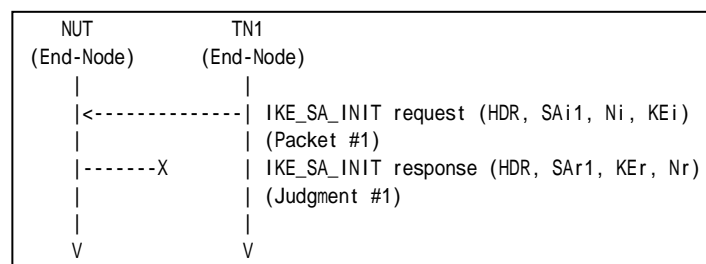 NUT TN1
(End-Node) (End-Node)
| |
|<--------------| IKE_SA_INIT request (HDR, SAi1, Ni, KEi)
| | (Packet #1)
|-------X | IKE_SA_INIT response (HDR, SAr1, KEr, Nr)
| | (Judgment #1)
| |
V V